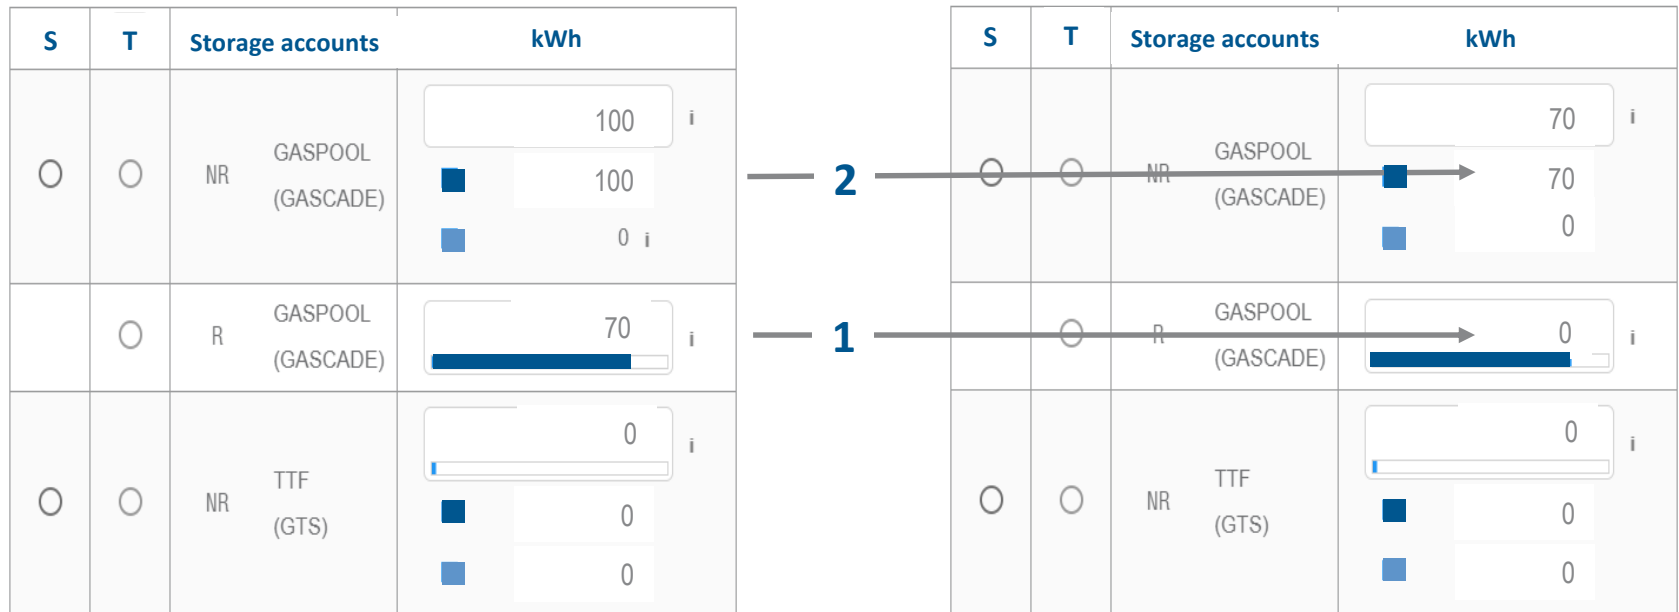 S T Storage accounts kWh
100 i
NR GASPOOL (GASCADE) 100
0 i
R GASPOOL (GASCADE) 70 i
0 i
NR TTF (GTS) 0
0
2
1
S T Storage accounts kWh
70 i
NR GASPOOL (GASCADE) 70
0
R GASPOOL (GASCADE) 0 i
0 i
NR TTF (GTS) 0
0